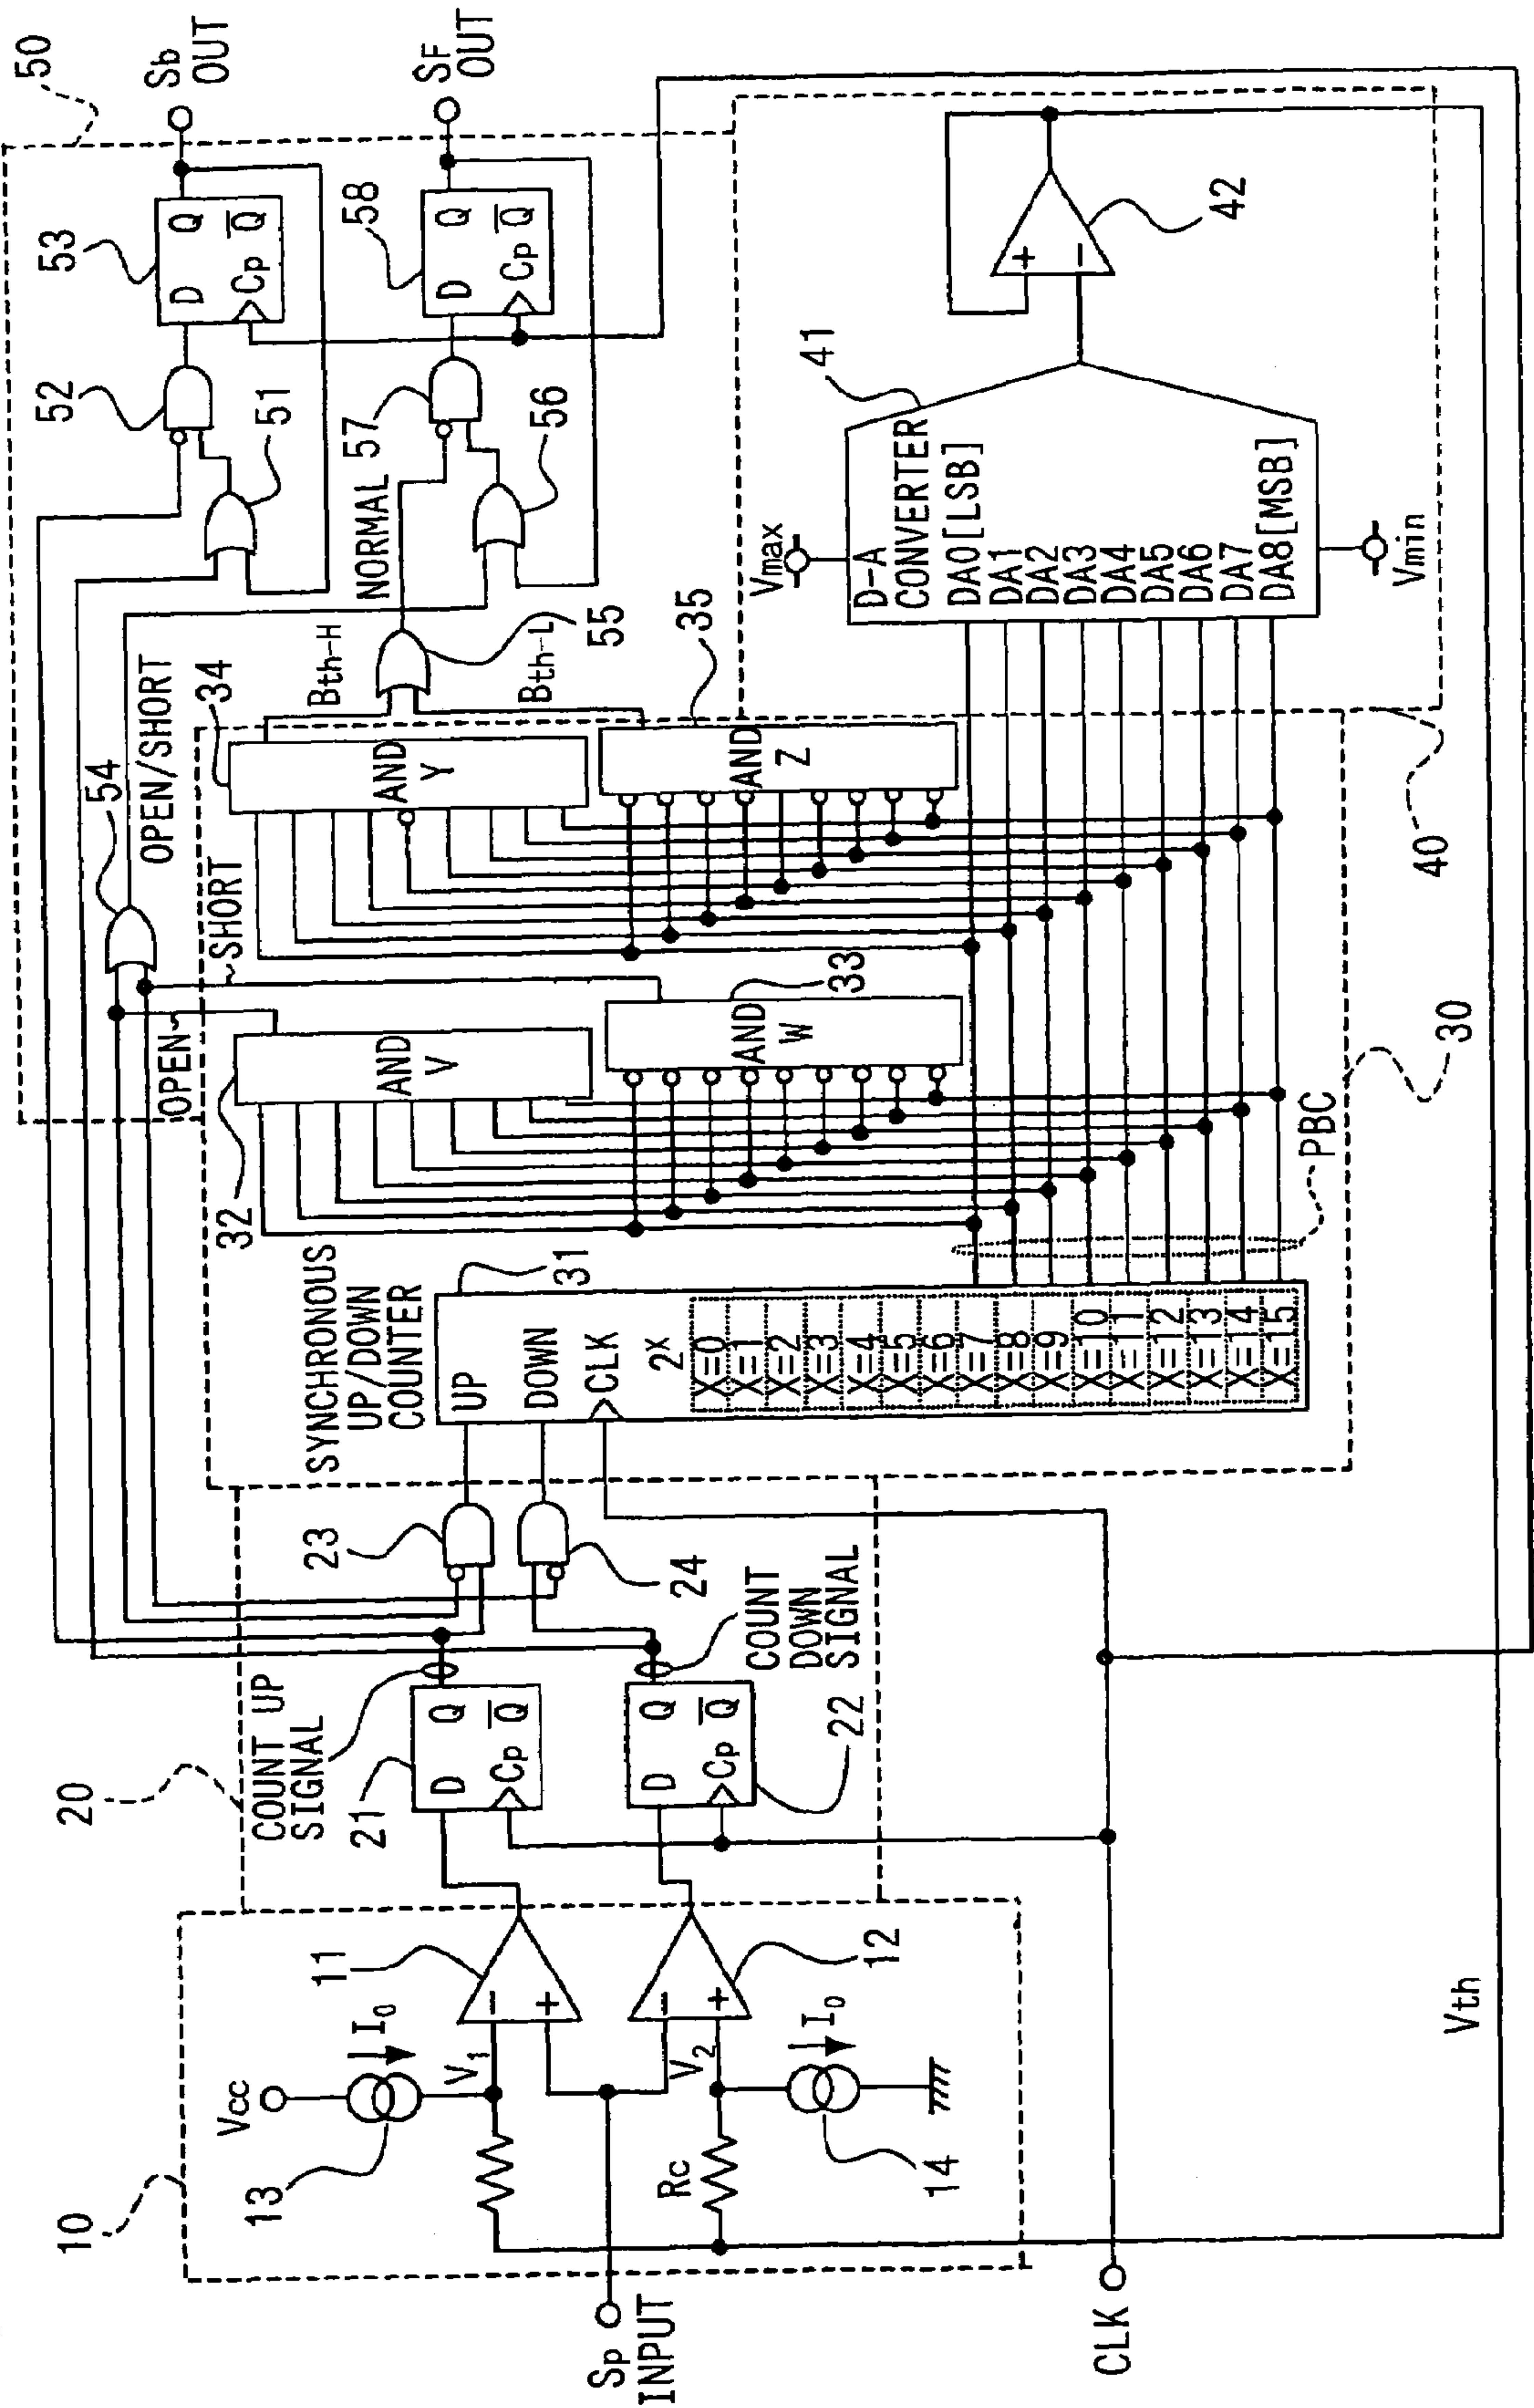 10
Vcc
13
I0
V1
11
V2
12
I0
Rc
14
Sp
INPUT
CLK
Vth
20
COUNT UP
SIGNAL
21
D
Q
Cp
Q
22
D
Q
Cp
Q
COUNT
DOWN
SIGNAL
23
24
SYNCHRONOUS
UP/DOWN
COUNTER
31
UP
DOWN
CLK
2X
X=0
X=1
X=2
X=3
X=4
X=5
X=6
X=7
X=8
X=9
X=10
X=11
X=12
X=13
X=14
X=15
PBC
30
32
AND
V
33
AND
W
34
AND
Y
35
AND
Z
OPEN
SHORT
OPEN/SHORT
54
Bth-H
Bth-L
55
NORMAL
40
Vmax
41
D-A
CONVERTER
DA0[LSB]
DA1
DA2
DA3
DA4
DA5
DA6
DA7
DA8[MSB]
Vmin
+
−
42
50
51
52
53
D
Q
Cp
Q
Sb
OUT
56
57
58
D
Q
Cp
Q
SF
OUT